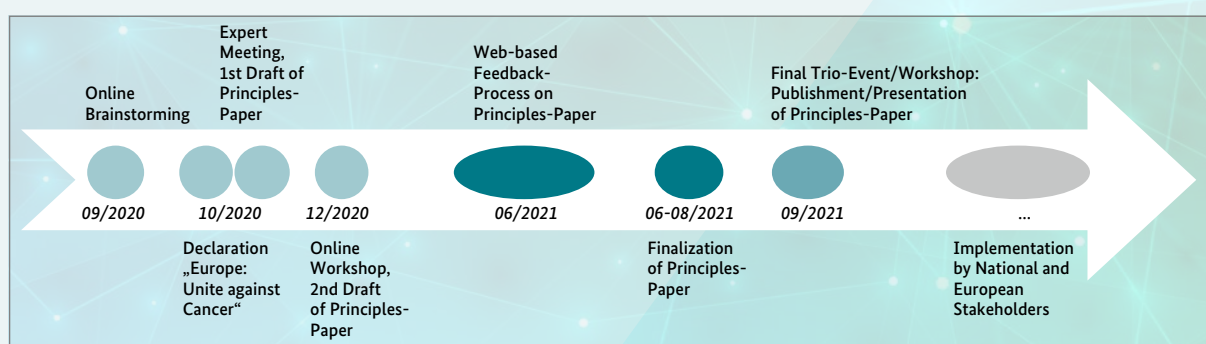 Online
Brainstorming
Expert
Meeting,
1st Draft of
Principles-
Paper
Web-based
Feedback-
Process on
Principles-Paper
Final Trio-Event/Workshop:
Publishment/Presentation
of Principles-Paper
09/2020
10/2020
12/2020
06/2021
06-08/2021
09/2021
...
Declaration
„Europe:
Unite against
Cancer“
Online
Workshop,
2nd Draft
of Principles-
Paper
Finalization
of Principles-
Paper
Implementation
by National and
European
Stakeholders